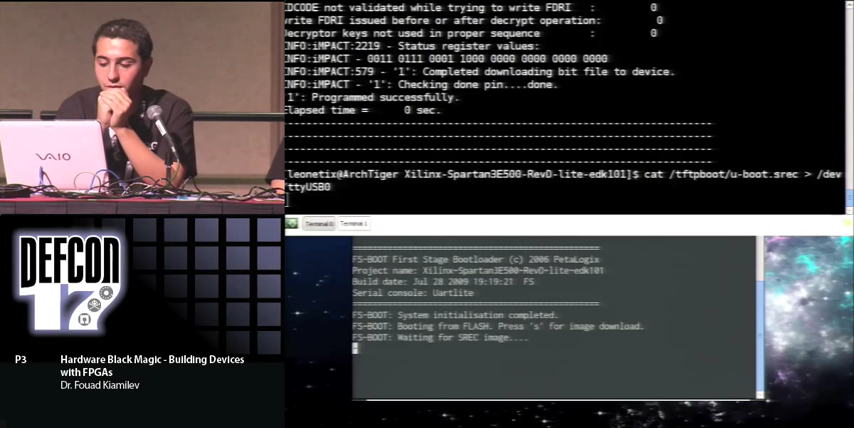 IDCODE not validated while trying to write FDRI : 0
write FDRI issued before or after decrypt operation: 0
Decryptor keys not used in proper sequence : 0
INFO:iMPACT:2219 - Status register values:
INFO:iMPACT - 0011 0111 0001 1000 0000 0000 0000 0000
INFO:iMPACT:579 - '1': Completed downloading bit file to device.
INFO:iMPACT - '1': Checking done pin....done.
'1': Programmed successfully.
Elapsed time = 0 sec.
leonetix@ArchTiger Xilinx-Spartan3E500-RevD-lite-edk101]$ cat /tftpboot/u-boot.srec > /dev
ttyUSB0
VAIO
Terminal Terminal
FS-BOOT First Stage Bootloader (c) 2006 PetaLogix
Project name: Xilinx-Spartan3E500-RevD-lite-edk101
Build date: Jul 28 2009 19:19:21 FS
Serial console: Uartlite
FS-BOOT: System initialisation completed.
FS-BOOT: Booting from FLASH. Press 's' for image download.
FS-BOOT: Waiting for SREC image....
DEFCON
17
P3 Hardware Black Magic - Building Devices
with FPGAs
Dr. Fouad Kiamilev